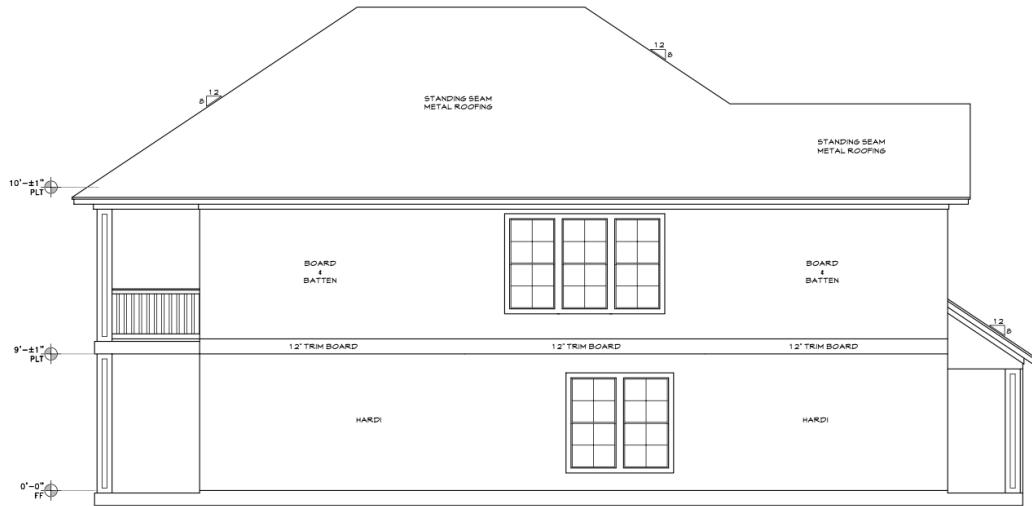 12
8
12
8
STANDING SEAM
METAL ROOFING
STANDING SEAM
METAL ROOFING
10'-±1"
PLT
BOARD
&
BATTEN
BOARD
&
BATTEN
12
8
9'-±1"
PLT
12" TRIM BOARD
12" TRIM BOARD
12" TRIM BOARD
HARDI
HARDI
0'-0"
FF